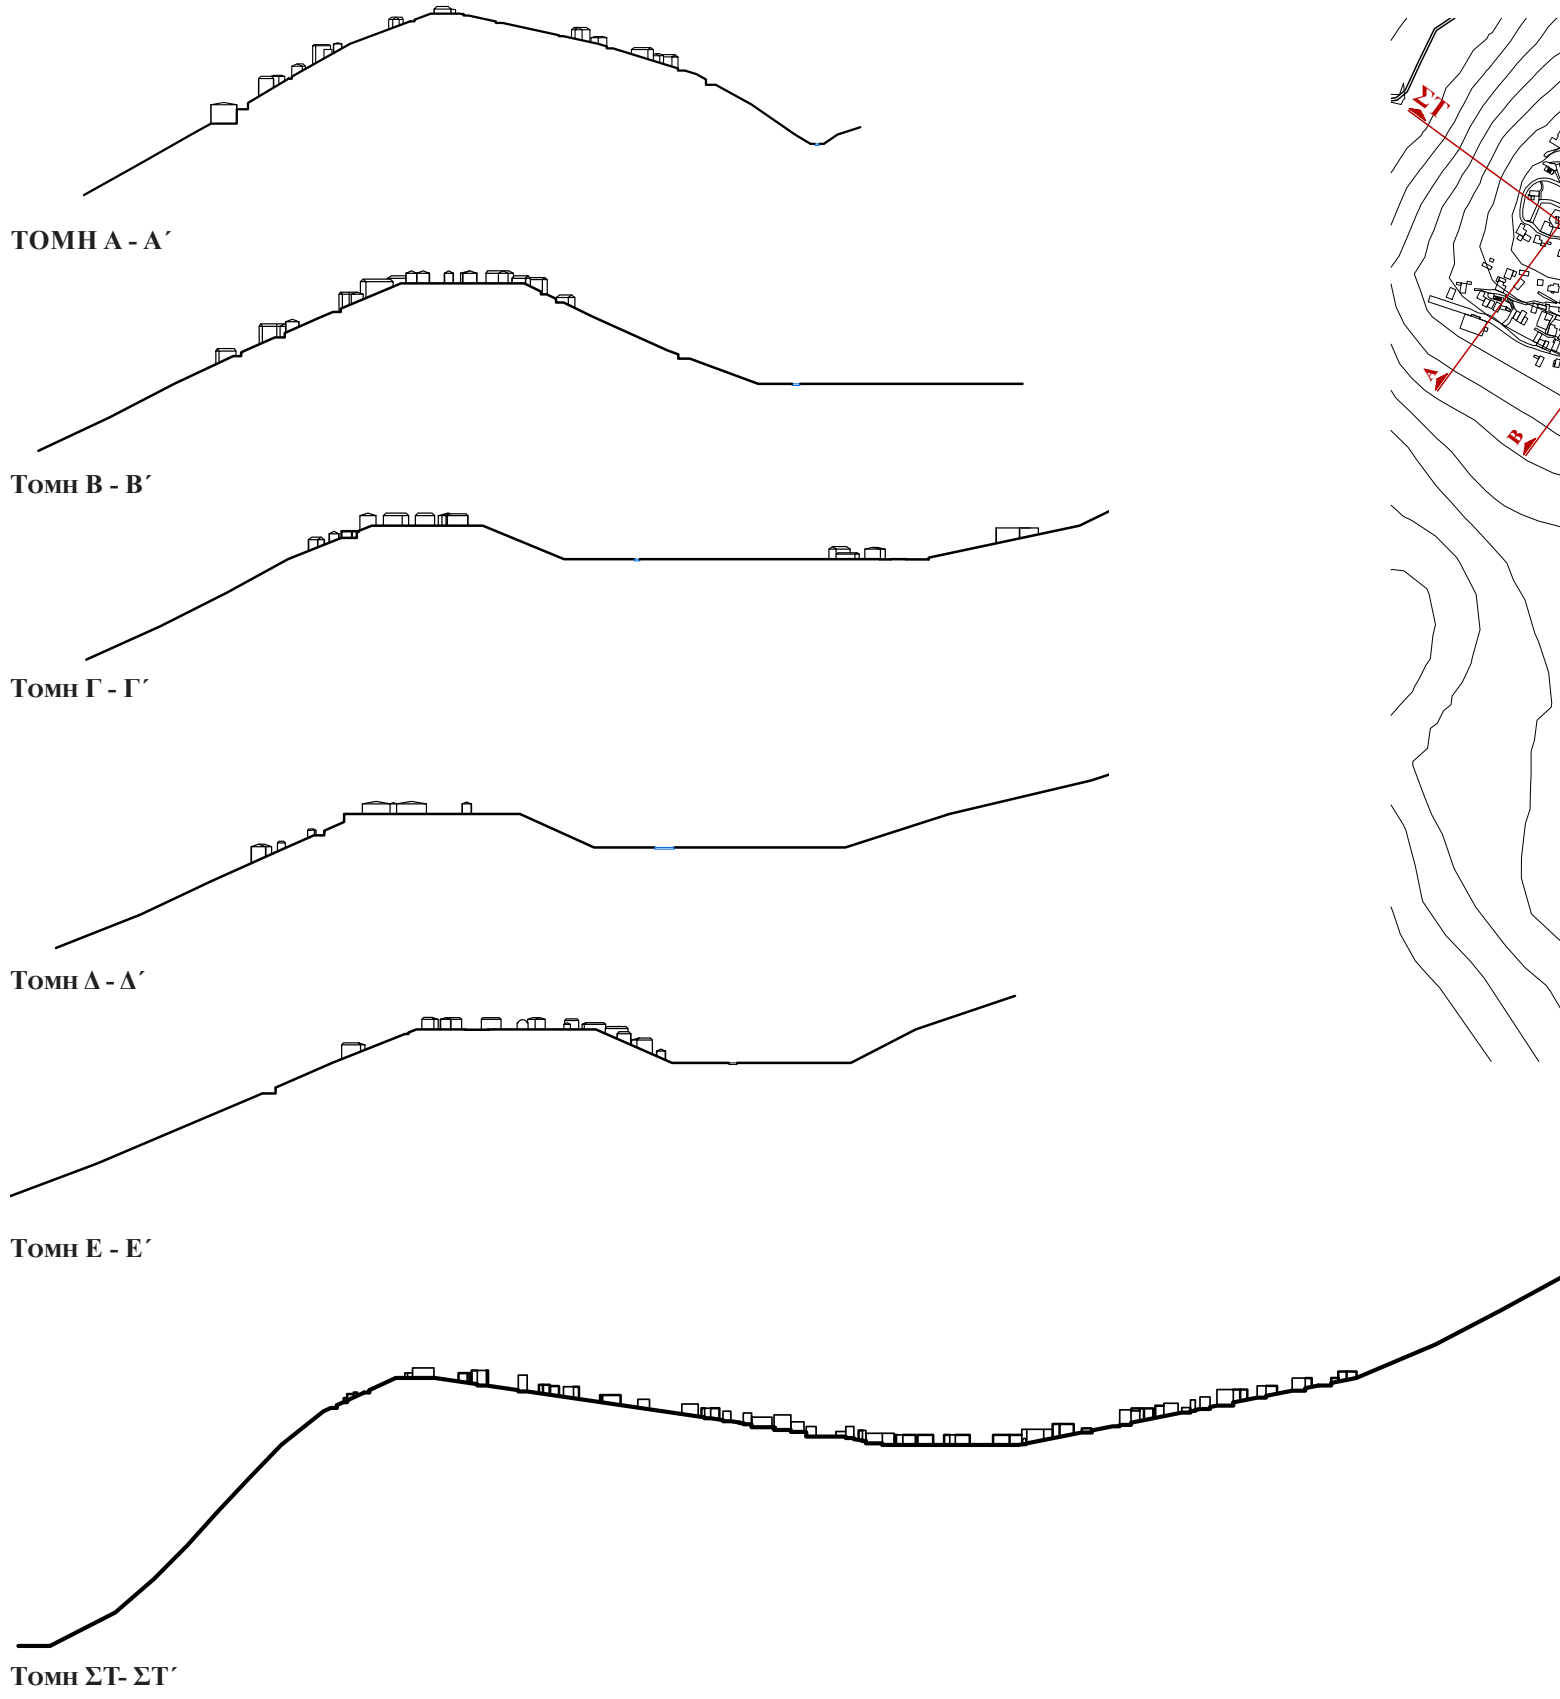 ΤΟΜΗ Α - Α΄
Τομη Β - Β΄
Τομη Γ - Γ΄
Τομη Δ - Δ΄
Τομη Ε - Ε΄
Τομη ΣΤ- ΣΤ΄
ΣΤ
Α
Β